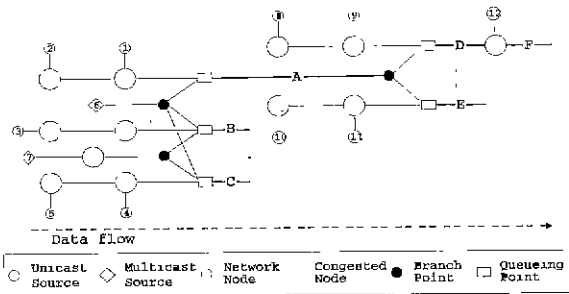 8 9 12
D F
2 1
A
6
E
3 B
10 11
7
C
5 4
Data flow
Unicast Source Multicast Source Network Node Congested Node Branch Point Queueing Point